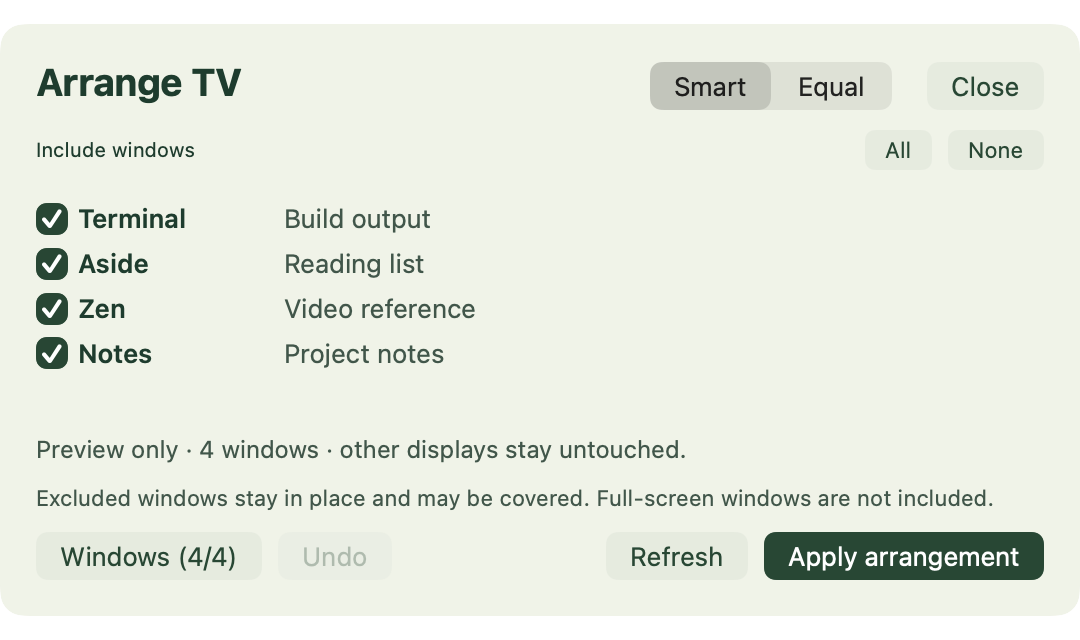 Arrange TV
Smart Equal Close
Include windows
All None
Terminal Build output
Aside Reading list
Zen Video reference
Notes Project notes
Preview only · 4 windows · other displays stay untouched.
Excluded windows stay in place and may be covered. Full-screen windows are not included.
Windows (4/4) Undo Refresh Apply arrangement